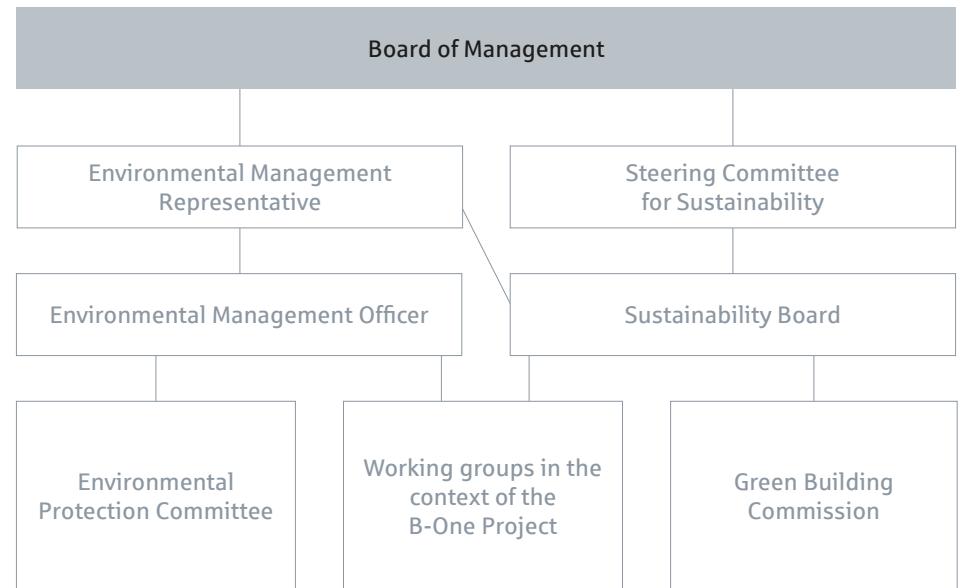 Board of Management
Environmental Management
Representative
Steering Committee
for Sustainability
Environmental Management Officer
Sustainability Board
Environmental
Protection Committee
Working groups in the
context of the
B-One Project
Green Building
Commission